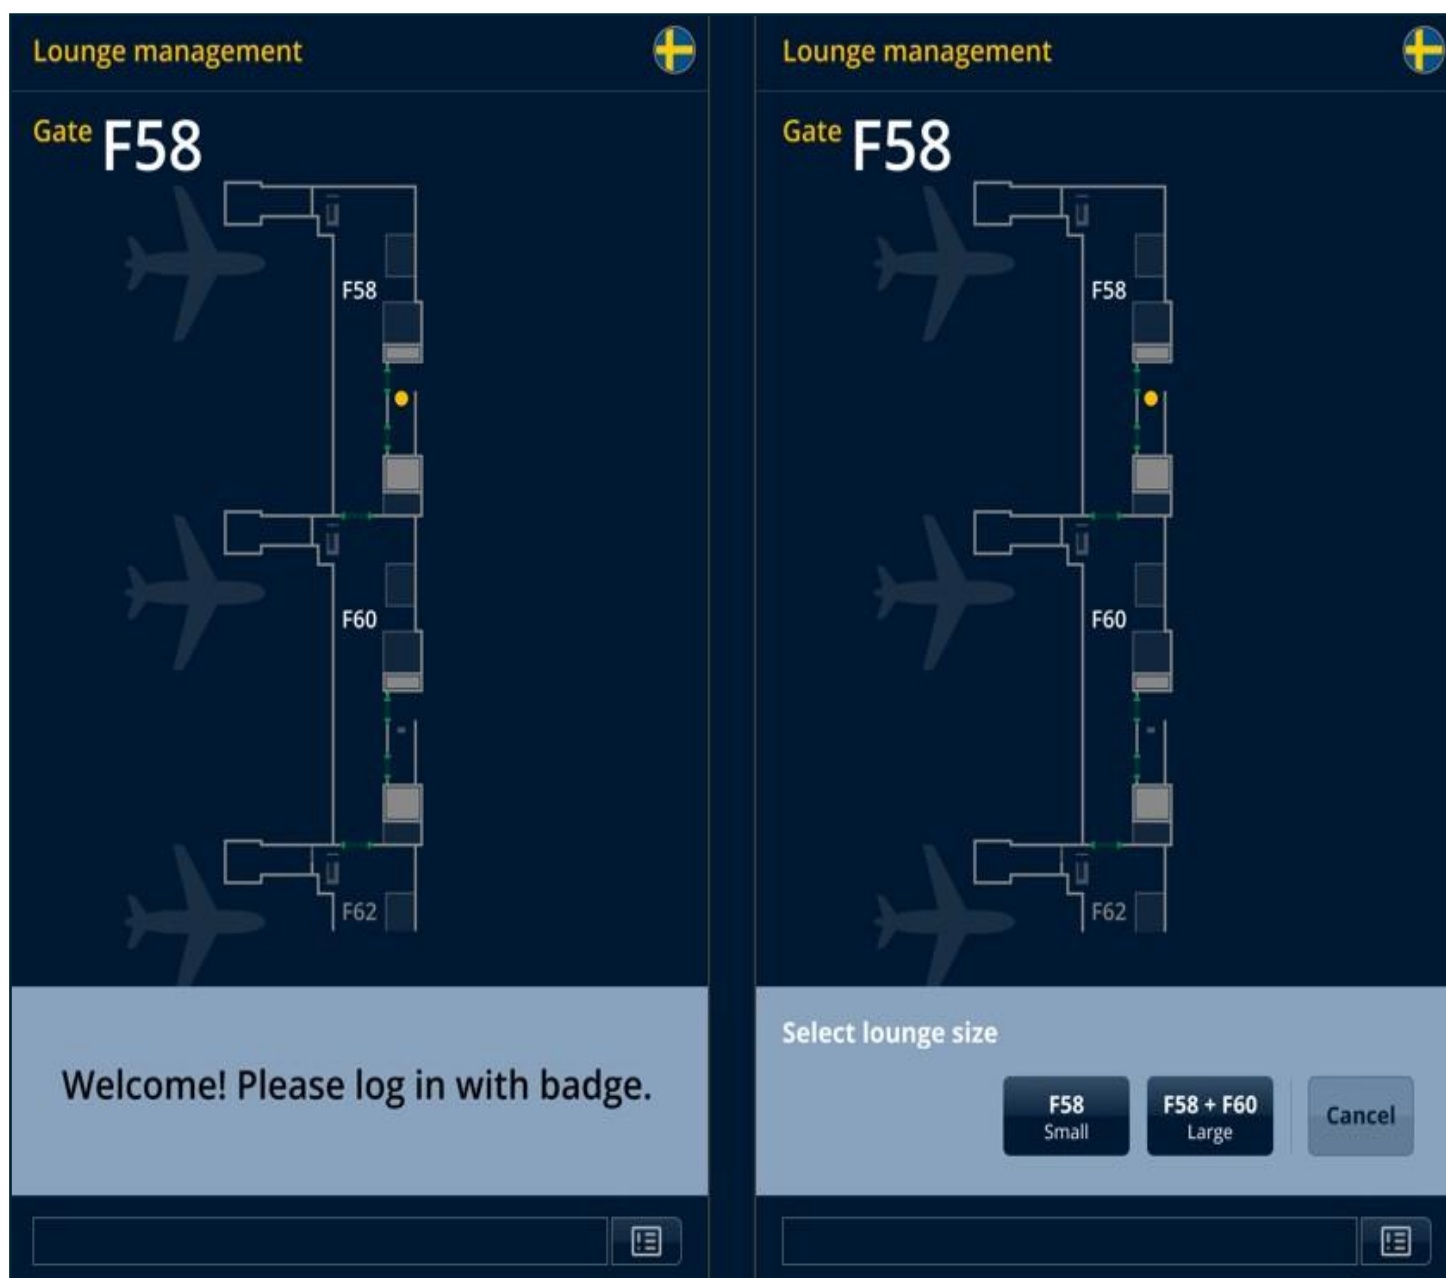 Lounge management
Gate F58
F58
F60
F62
Welcome! Please log in with badge.
Lounge management
Gate F58
F58
F60
F62
Select lounge size
F58
Small
F58 + F60
Large
Cancel